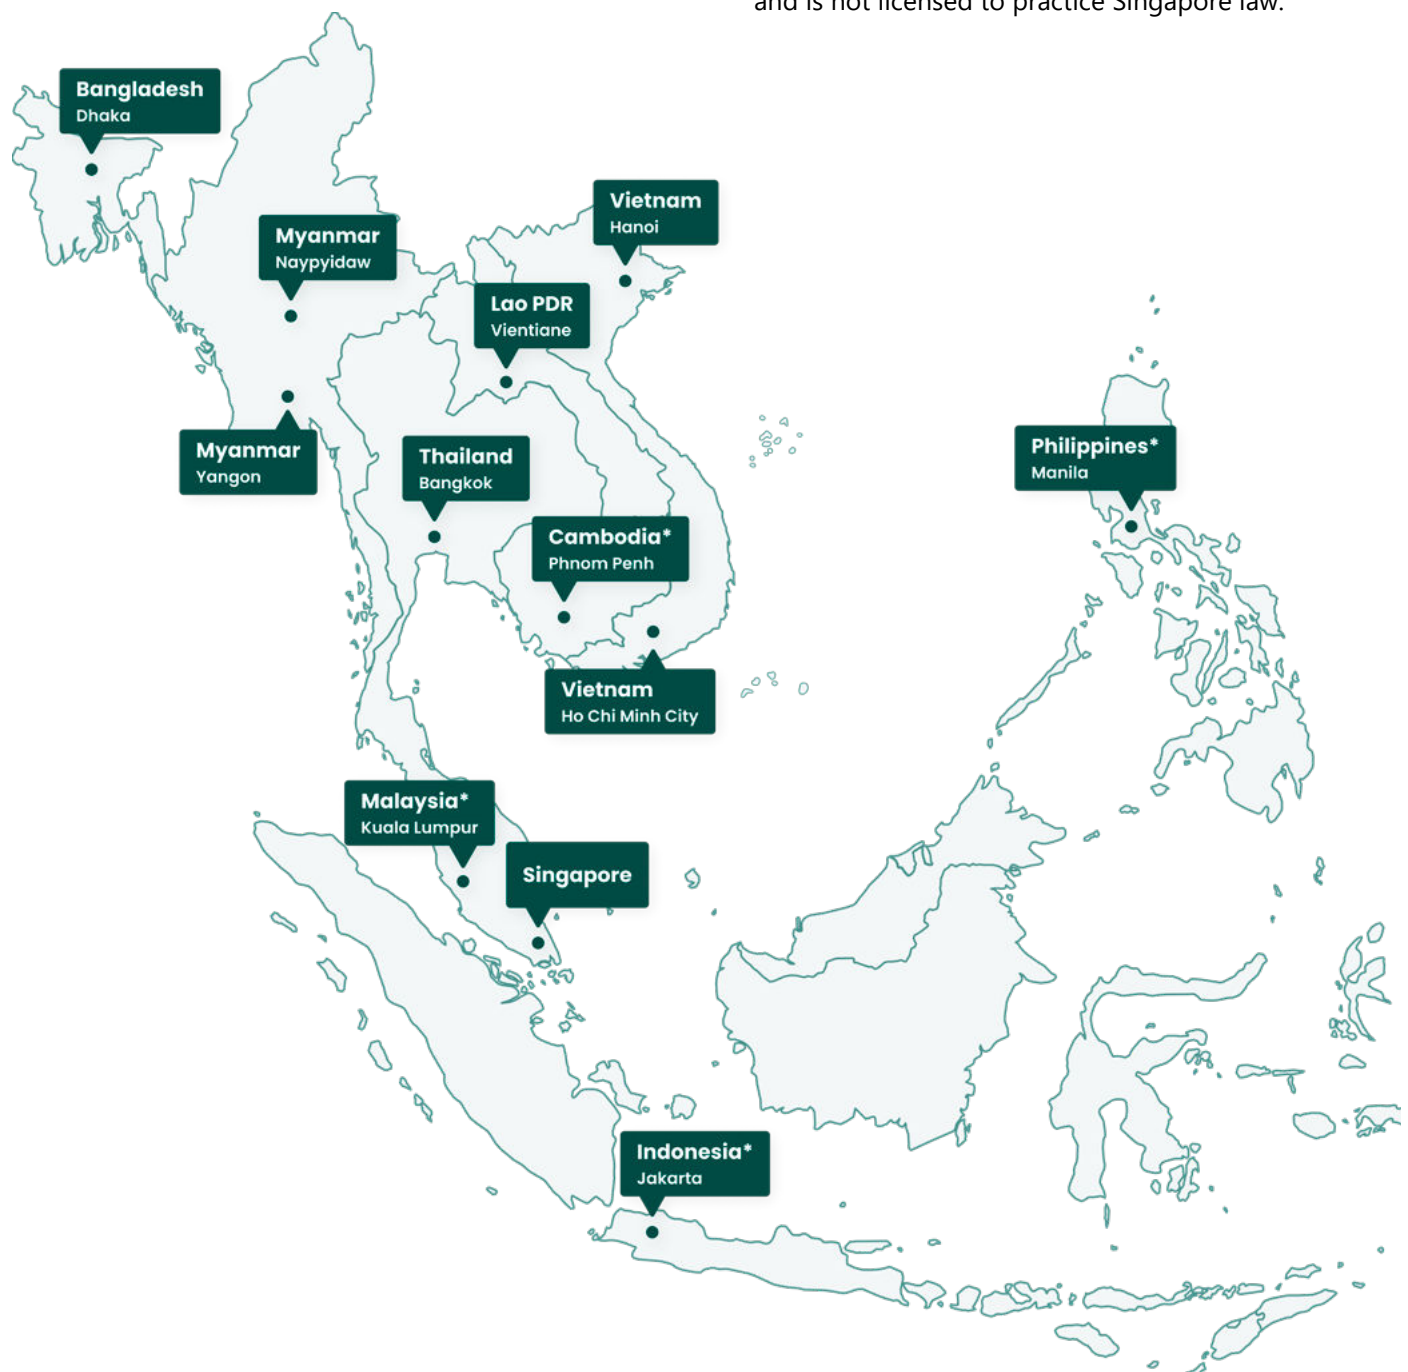 and is not licensed to practice Singapore law.
Bangladesh
Dhaka
Vietnam
Hanoi
Myanmar
Naypyidaw
Lao PDR
Vientiane
Myanmar
Yangon
Thailand
Bangkok
Philippines*
Manila
Cambodia*
Phnom Penh
Vietnam
Ho Chi Minh City
Malaysia*
Kuala Lumpur
Singapore
Indonesia*
Jakarta